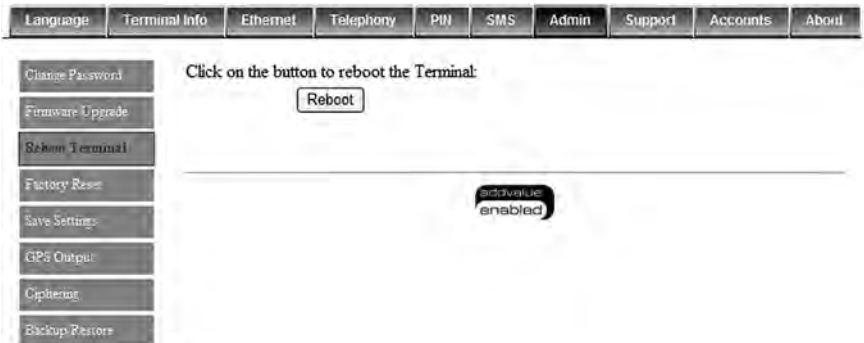 Language Terminal Info Ethernet Telephony PIN SMS Admin Support Accounts About
Change Password
Firmware Upgrade
Reboot Terminal
Factory Reset
Save Settings
GPS Output
Ciphering
Backup/Restore
Click on the button to reboot the Terminal:
Reboot
addvalue
enabled